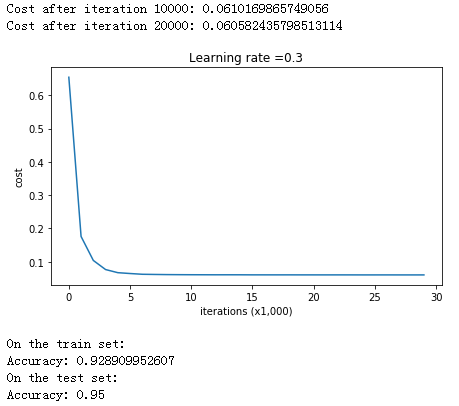 Cost after iteration 10000: 0.0610169865749056
Cost after iteration 20000: 0.060582435798513114
Learning rate =0.3
0.6
0.5
0.4
0.3
0.2
0.1
cost
0 5 10 15 20 25 30
iterations (x1,000)
On the train set:
Accuracy: 0.928909952607
On the test set:
Accuracy: 0.95